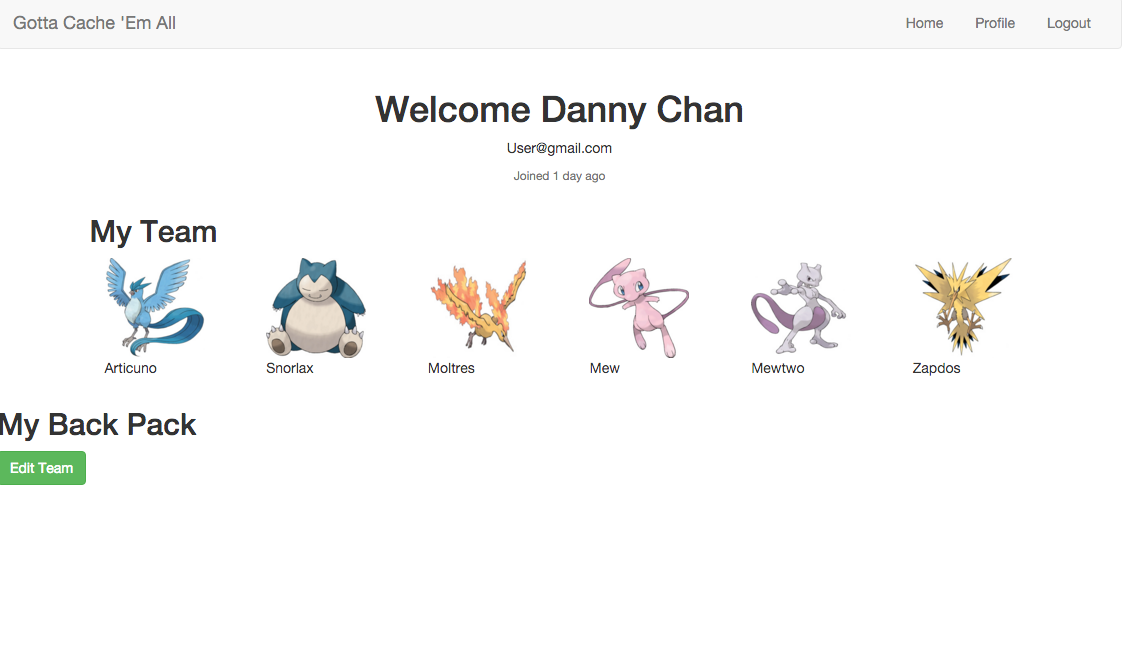 Gotta Cache 'Em All
Home Profile Logout
Welcome Danny Chan
User@gmail.com
Joined 1 day ago
My Team
Articuno Snorlax Moltres Mew Mewtwo Zapdos
My Back Pack
Edit Team